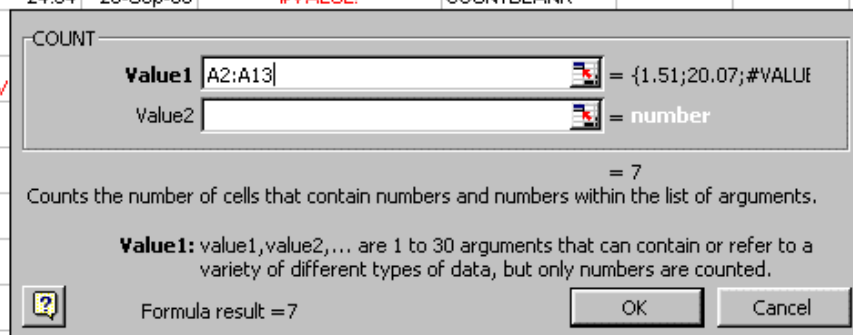 COUNT
Value1 A2:A13 = {1.51;20.07;#VALUE
Value2 = number
= 7
Counts the number of cells that contain numbers and numbers within the list of arguments.
Value1: value1,value2,... are 1 to 30 arguments that can contain or refer to a
variety of different types of data, but only numbers are counted.
Formula result =7
OK
Cancel